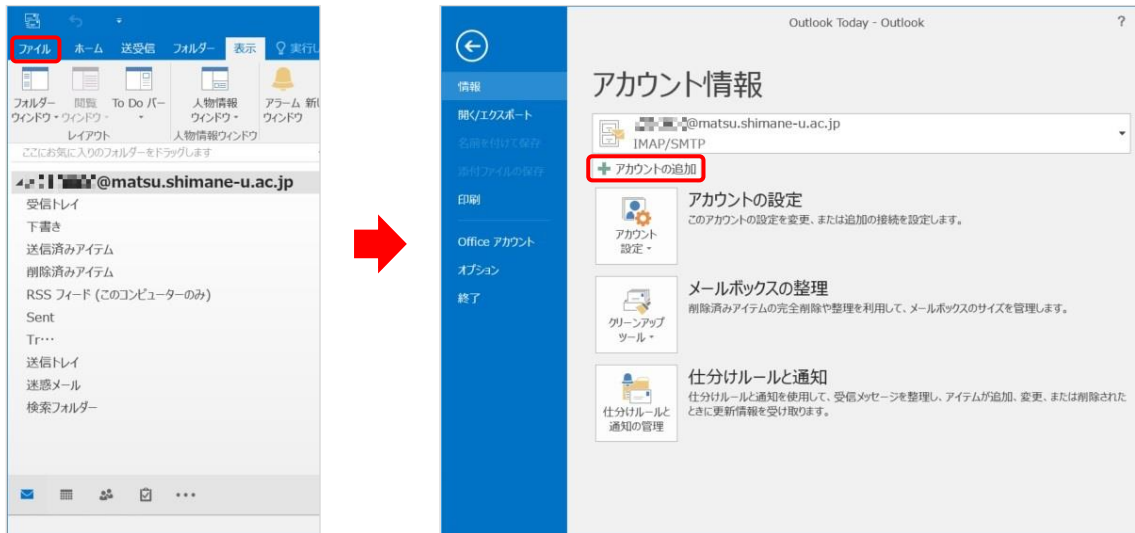 ファイル ホーム 送受信 フォルダー 表示 実行し
フォルダー 閲覧 To Do バー 人物情報 アラーム 新し
ウィンドウ ウィンドウ ウィンドウ ウィンドウ
レイアウト 人物情報ウィンドウ
ここにお気に入りのフォルダーをドラッグします
@matsu.shimane-u.ac.jp
受信トレイ
下書き
送信済みアイテム
削除済みアイテム
RSS フィード (このコンピューターのみ)
Sent
Tr…
送信トレイ
迷惑メール
検索フォルダー
Outlook Today - Outlook ?
情報
開く/エクスポート
名前を付けて保存
添付ファイルの保存
印刷
Office アカウント
オプション
終了
アカウント情報
@matsu.shimane-u.ac.jp
IMAP/SMTP
アカウントの追加
アカウント
設定
アカウントの設定
このアカウントの設定を変更、または追加の接続を設定します。
クリーンアップ
ツール
メールボックスの整理
削除済みアイテムの完全削除や整理を利用して、メールボックスのサイズを管理します。
仕分けルールと
通知の管理
仕分けルールと通知
仕分けルールと通知を使用して、受信メッセージを整理し、アイテムが追加、変更、または削除された
ときに更新情報を受け取ります。